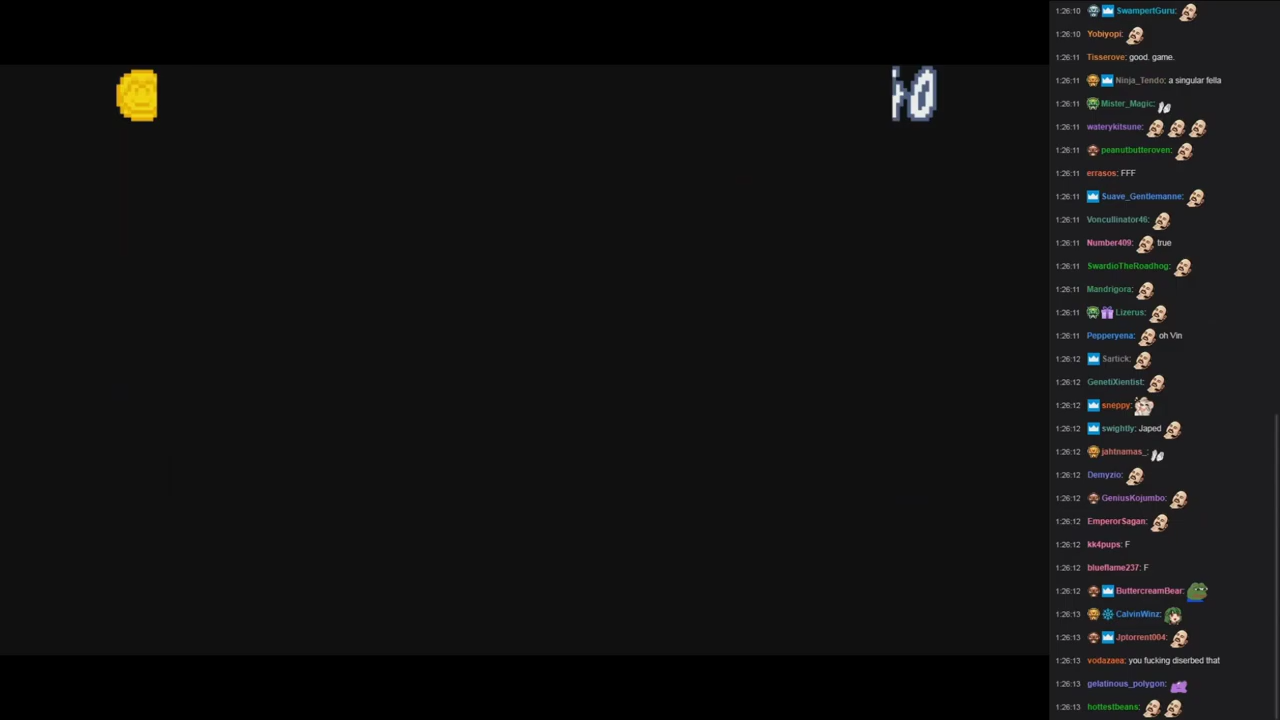 0
1:26:10 SwampertGuru:
1:26:10 Yobiyopi:
1:26:11 Tisserove: good. game.
1:26:11 Ninja_Tendo: a singular fella
1:26:11 Mister_Magic:
1:26:11 waterykitsune:
1:26:11 peanutbutteroven:
1:26:11 errasos: FFF
1:26:11 Suave_Gentlemanne:
1:26:11 Voncullinator46:
1:26:11 Number409: true
1:26:11 SwardioTheRoadhog:
1:26:11 Mandrigora:
1:26:11 Lizerus:
1:26:11 Pepperyena: oh Vin
1:26:12 Sartick:
1:26:12 GenetiXientist:
1:26:12 sneppy:
1:26:12 swightly: Japed
1:26:12 jahtnamas_:
1:26:12 Demyzio:
1:26:12 GeniusKojumbo:
1:26:12 EmperorSagan:
1:26:12 kk4pups: F
1:26:12 blueflame237: F
1:26:12 ButtercreamBear:
1:26:13 CalvinWinz:
1:26:13 Jptorrent004:
1:26:13 vodazaea: you fucking diserbed that
1:26:13 gelatinous_polygon:
1:26:13 hottestbeans: